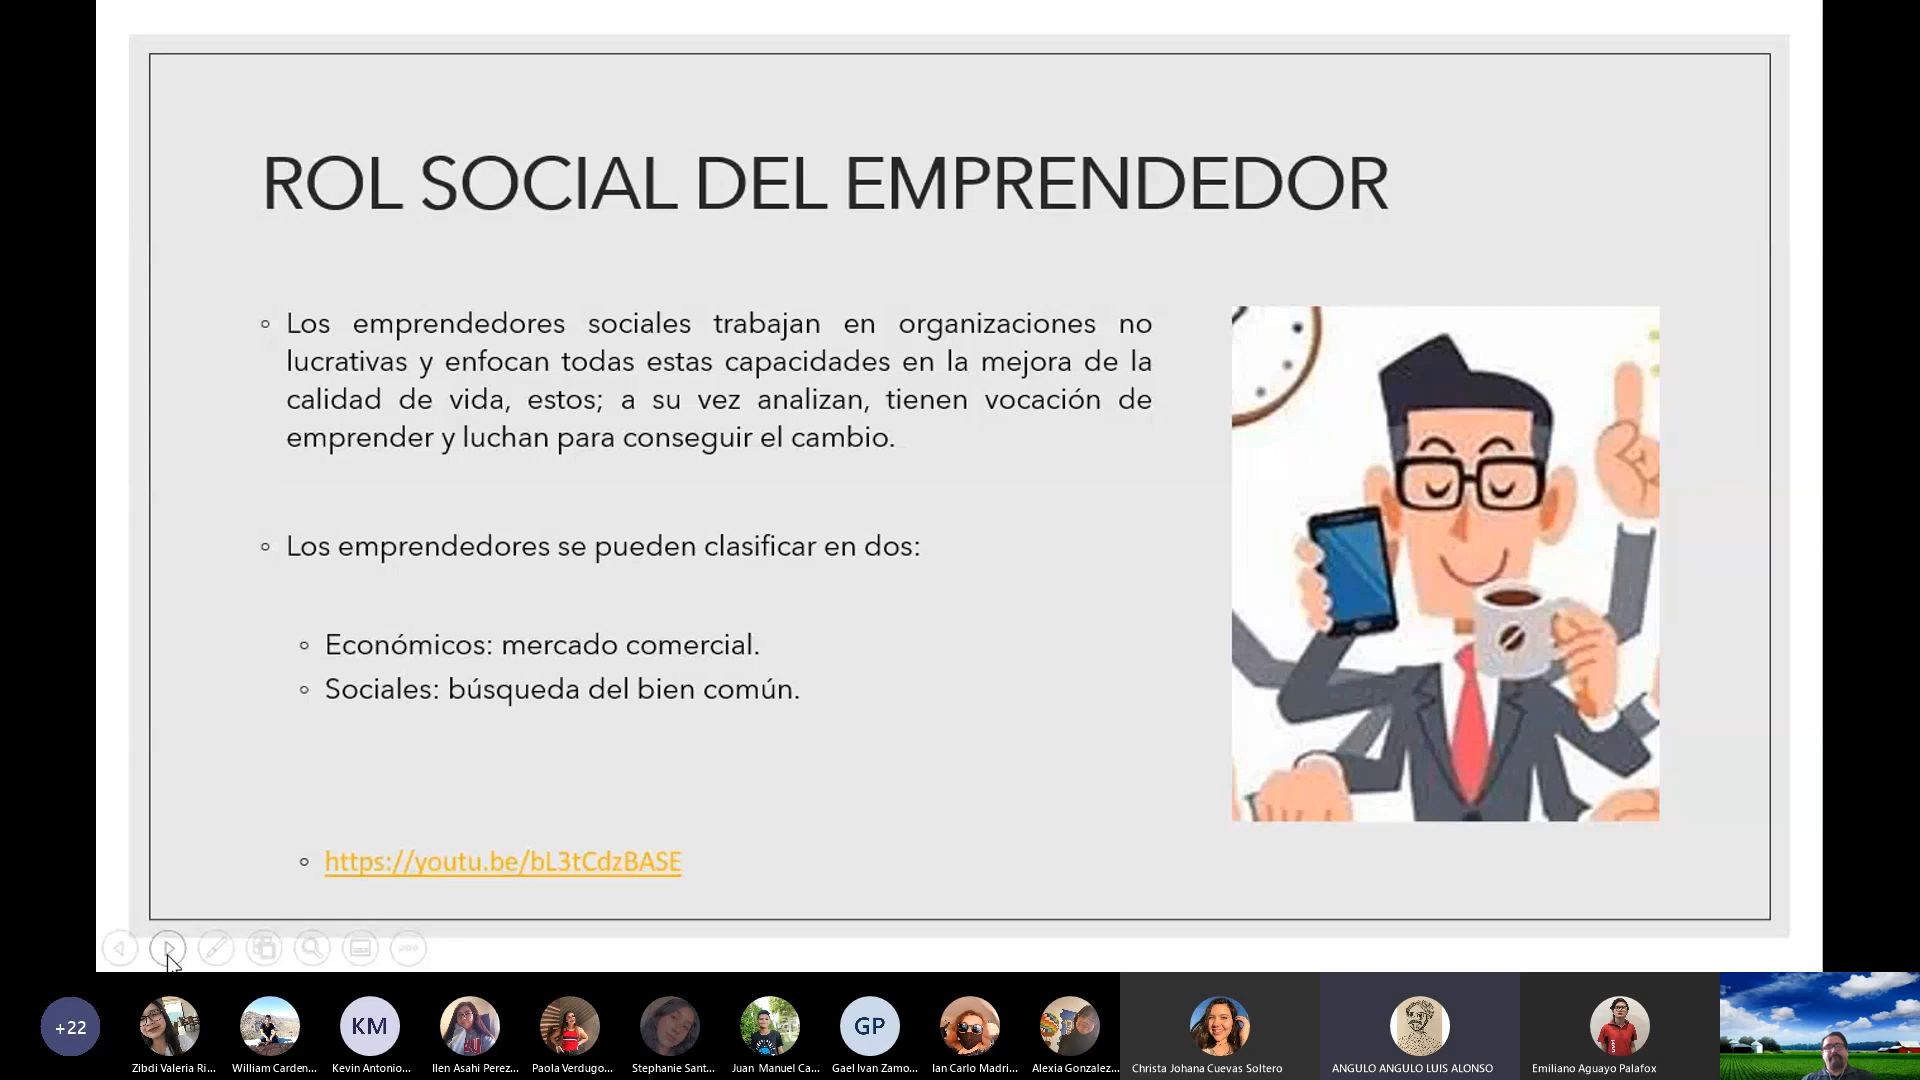 ROL SOCIAL DEL EMPRENDEDOR
Los emprendedores sociales trabajan en organizaciones no
lucrativas y enfocan todas estas capacidades en la mejora de la
calidad de vida, estos; a su vez analizan, tienen vocación de
emprender y luchan para conseguir el cambio.
Los emprendedores se pueden clasificar en dos:
Económicos: mercado comercial.
Sociales: búsqueda del bien común.
https://youtu.be/bL3tCdzBASE
+22
KM
GP
Zibdi Valeria Ri...
William Carden...
Kevin Antonio...
Ilen Asahi Perez...
Paola Verdugo...
Stephanie Sant...
Juan Manuel Ca...
Gael Ivan Zamo...
Ian Carlo Madri...
Alexia Gonzalez...
Christa Johana Cuevas Soltero
ANGULO ANGULO LUIS ALONSO
Emiliano Aguayo Palafox